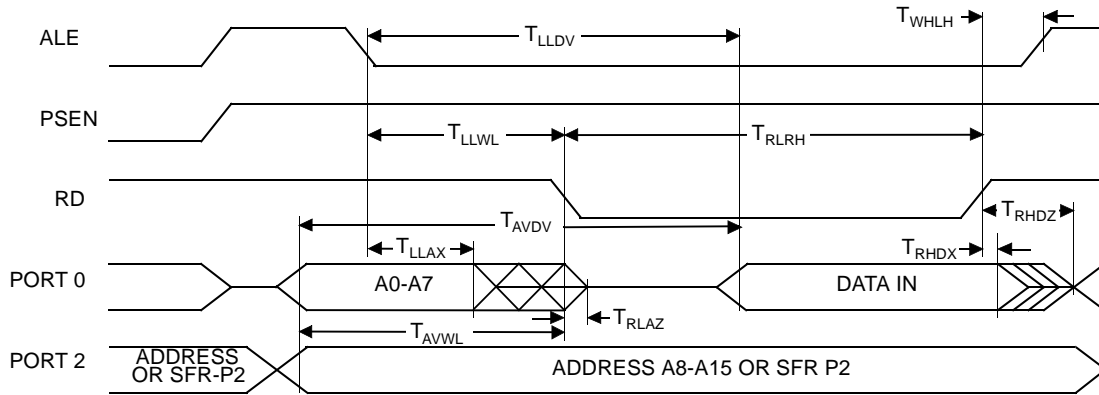 T_WHLH
ALE
T_LLDV
PSEN
T_LLWL
T_RLRH
RD
T_AVDV
T_RHDZ
T_LLAX
T_RHDX
PORT 0
A0-A7
DATA IN
T_RLAZ
T_AVWL
PORT 2
ADDRESS
OR SFR-P2
ADDRESS A8-A15 OR SFR P2